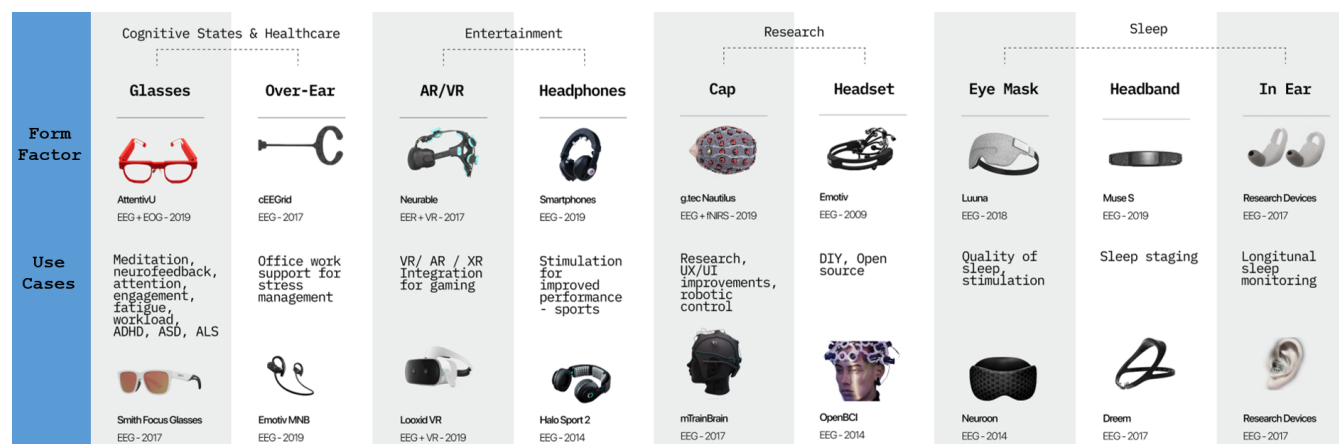 Cognitive States & Healthcare
Entertainment
Research
Sleep
Glasses
Over-Ear
AR/VR
Headphones
Cap
Headset
Eye Mask
Headband
In Ear
Form
Factor
AttentivU
EEG + EOG - 2019
cEEGrid
EEG - 2017
Neurable
EER + VR - 2017
Smartphones
EEG - 2019
g.tec Nautilus
EEG + fNIRS - 2019
Emotiv
EEG - 2009
Luuna
EEG - 2018
Muse S
EEG - 2019
Research Devices
EEG - 2017
Use
Cases
Meditation,
neurofeedback,
attention,
engagement,
fatigue,
workload,
ADHD, ASD, ALS
Office work
support for
stress
management
VR/ AR / XR
Integration
for gaming
Stimulation
for
improved
performance
- sports
Research,
UX/UI
improvements,
robotic
control
DIY, Open
source
Quality of
sleep,
stimulation
Sleep staging
Longitunal
sleep
monitoring
Smith Focus Glasses
EEG - 2017
Emotiv MNB
EEG - 2019
Looxid VR
EEG + VR - 2019
Halo Sport 2
EEG - 2014
mTrainBrain
EEG - 2017
OpenBCI
EEG - 2014
Neuroon
EEG - 2014
Dreem
EEG - 2017
Research Devices
EEG - 2017